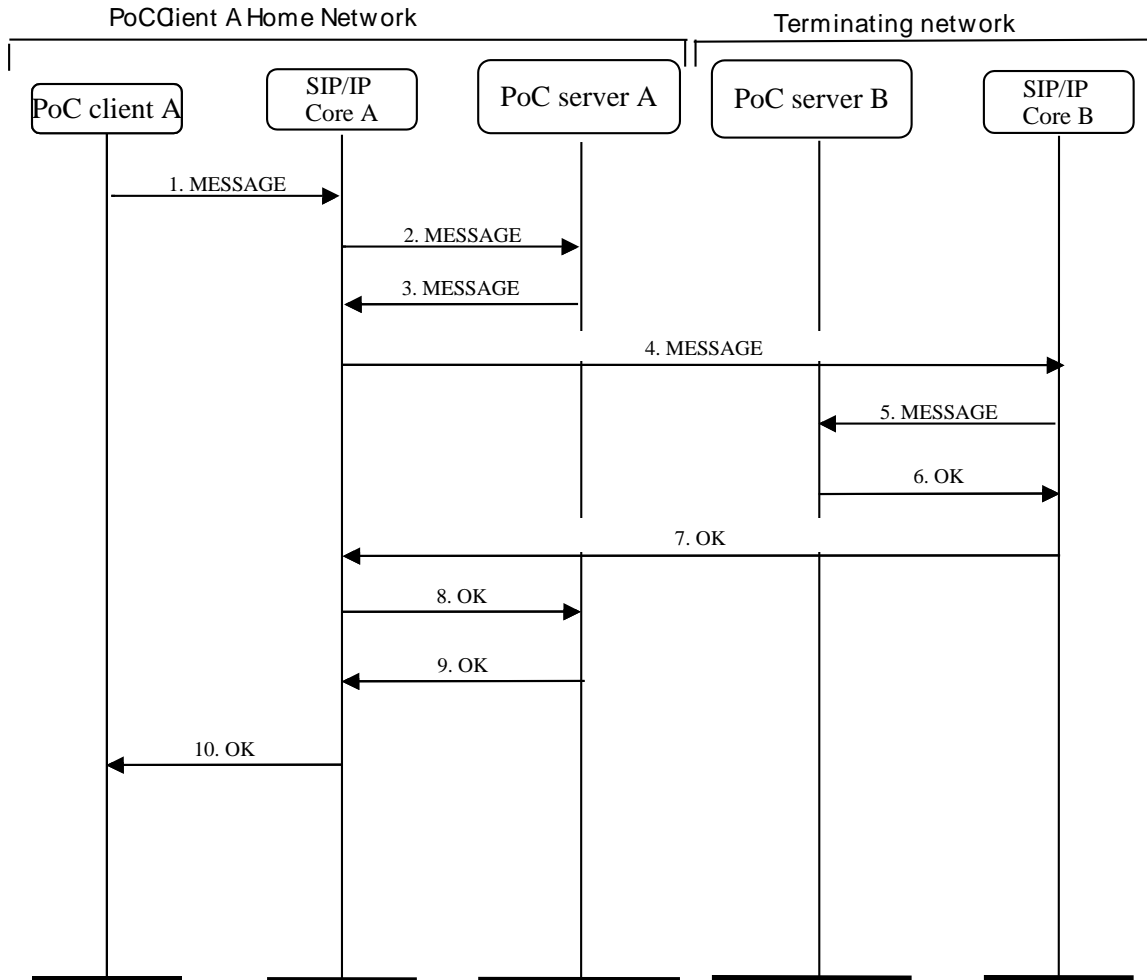 PoCClient A Home Network
Terminating network
PoC client A
SIP/IP
Core A
PoC server A
PoC server B
SIP/IP
Core B
1. MESSAGE
2. MESSAGE
3. MESSAGE
4. MESSAGE
5. MESSAGE
6. OK
7. OK
8. OK
9. OK
10. OK